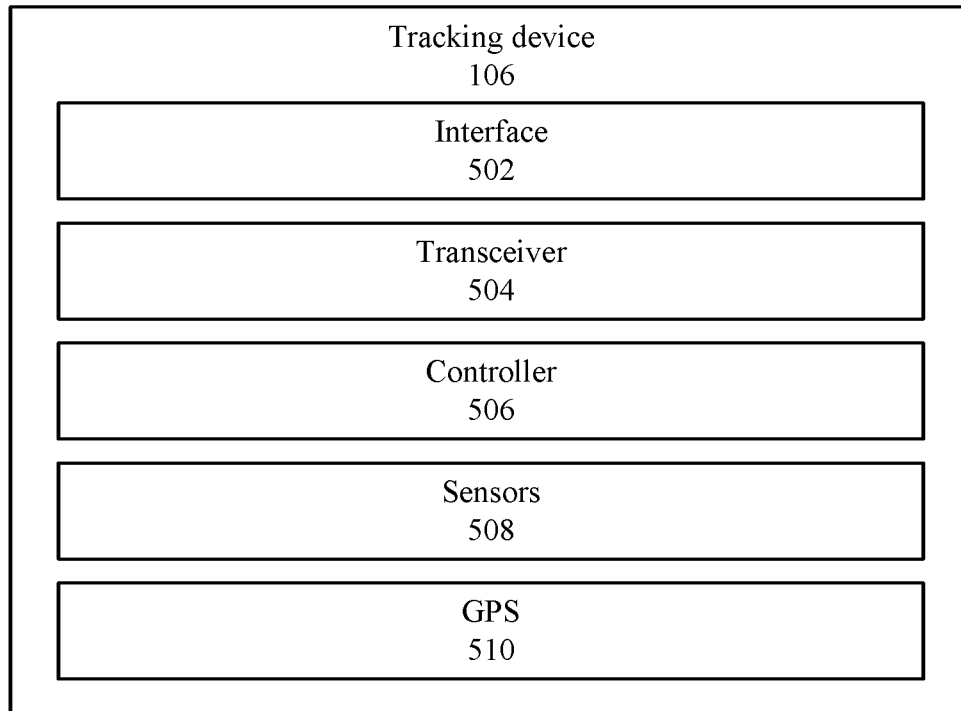 Tracking device
106
Interface
502
Transceiver
504
Controller
506
Sensors
508
GPS
510